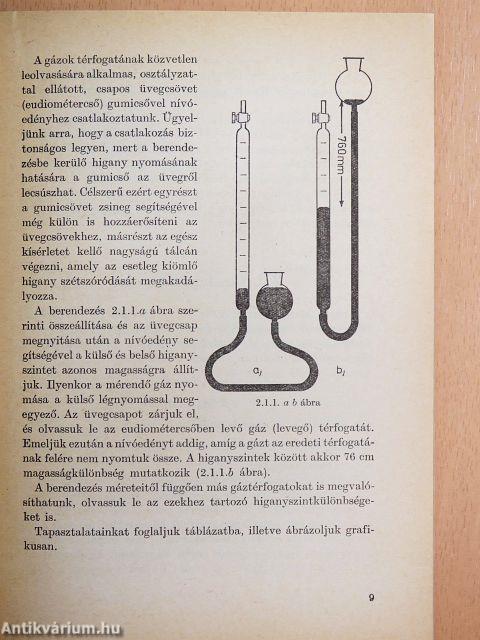 A gázok térfogatának közvetlen
leolvasására alkalmas, osztályzat-
tal ellátott, csapos üvegcsövet
(eudiométercső) gumicsővel nívó-
edényhez csatlakoztatunk. Ügyel-
jünk arra, hogy a csatlakozás biz-
tonságos legyen, mert a berende-
zésbe kerülő higany nyomásának
hatására a gumicső az üvegről
lecsúszhat. Célszerű ezért egyrészt
a gumicsövet zsineg segítségével
még külön is hozzáerősíteni az
üvegcsövekhez, másrészt az egész
kísérletet kellő nagyságú tálcán
végezni, amely az esetleg kiömlő
higany szétszóródását megakadá-
lyozza.
A berendezés 2.1.1.a ábra sze-
rinti összeállítása és az üvegcsap
megnyitása után a nívóedény se-
gítségével a külső és belső higany-
szintet azonos magasságra állít-
juk. Ilyenkor a mérendő gáz nyo-
mása a külső légnyomással meg-
egyező. Az üvegcsapot zárjuk el,
és olvassuk le az eudiométercsőben levő gáz (levegő) térfogatát.
Emeljük ezután a nívóedényt addig, amíg a gázt az eredeti térfogatá-
nak felére nem nyomtuk össze. A higanyszintek között akkor 76 cm
magasságkülönbség mutatkozik (2.1.1.b ábra).
A berendezés méreteitől függően más gáztérfogatokat is megvaló-
síthatunk, olvassuk le az ezekhez tartozó higanyszintkülönbsége-
ket is.
Tapasztalatainkat foglaljuk táblázatba, illetve ábrázoljuk grafi-
kusan.
760mm
a) b)
2.1.1. a b ábra
9
Antikvárium.hu